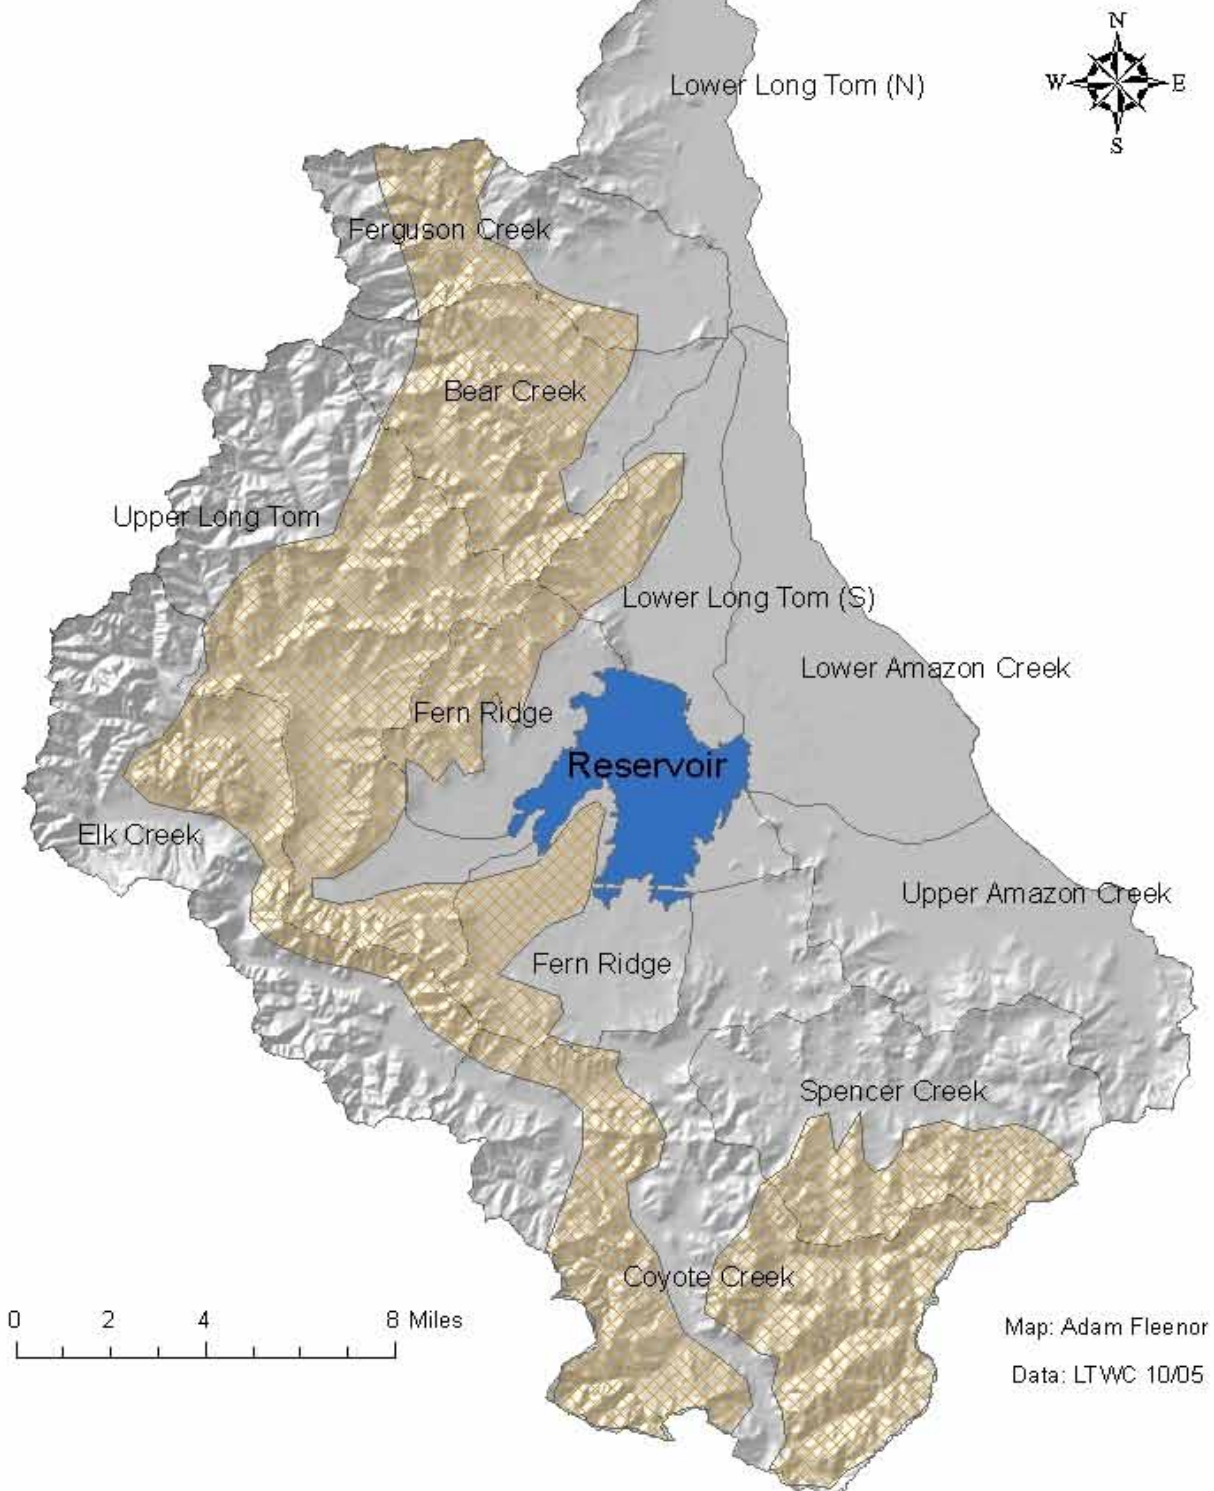 N
W E
S
Lower Long Tom (N)
Ferguson Creek
Bear Creek
Upper Long Tom
Lower Long Tom (S)
Lower Amazon Creek
Fern Ridge
Reservoir
Elk Creek
Upper Amazon Creek
Fern Ridge
Spencer Creek
Coyote Creek
0 2 4 8 Miles
Map: Adam Fleenor
Data: LTWC 10/05